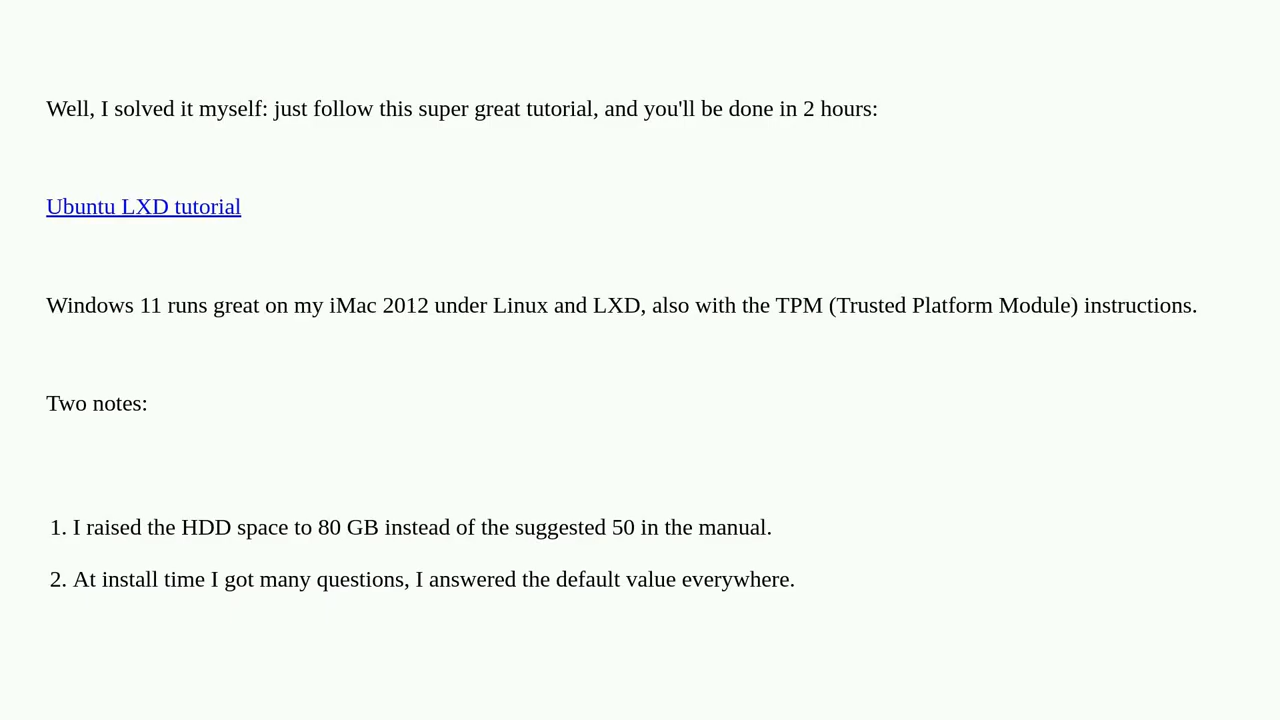 Well, I solved it myself: just follow this super great tutorial, and you'll be done in 2 hours:
Ubuntu LXD tutorial
Windows 11 runs great on my iMac 2012 under Linux and LXD, also with the TPM (Trusted Platform Module) instructions.
Two notes:
1. I raised the HDD space to 80 GB instead of the suggested 50 in the manual.
2. At install time I got many questions, I answered the default value everywhere.